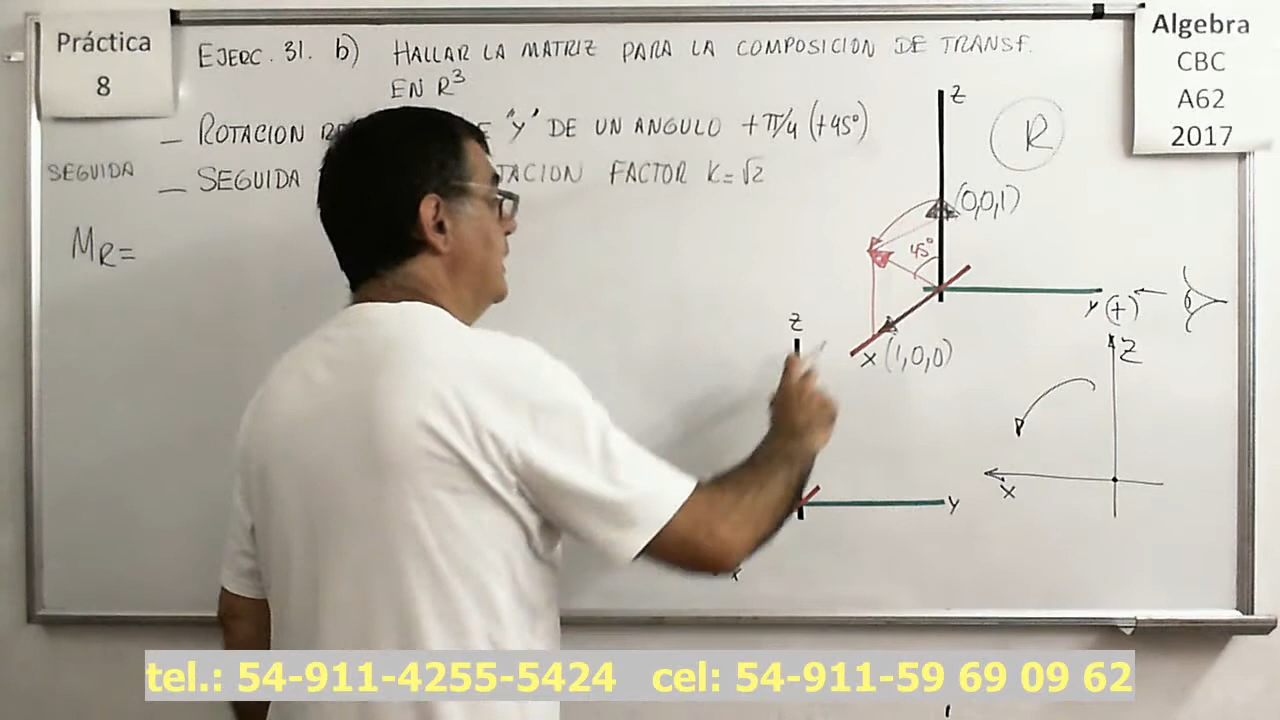 Práctica
8
EJERC. 31. b) HALLAR LA MATRIZ PARA LA COMPOSICION DE TRANSF.
EN R³
_ ROTACION "Y" DE UN ANGULO + π/4 (+45°)
SEGUIDA
_ SEGUIDA FACTOR K = √2
M_R =
Algebra
CBC
A62
2017
R
z
(0,0,1)
45°
y (+)
x (1,0,0)
z
x
z
y
x
tel.: 54-911-4255-5424 cel: 54-911-59 69 09 62